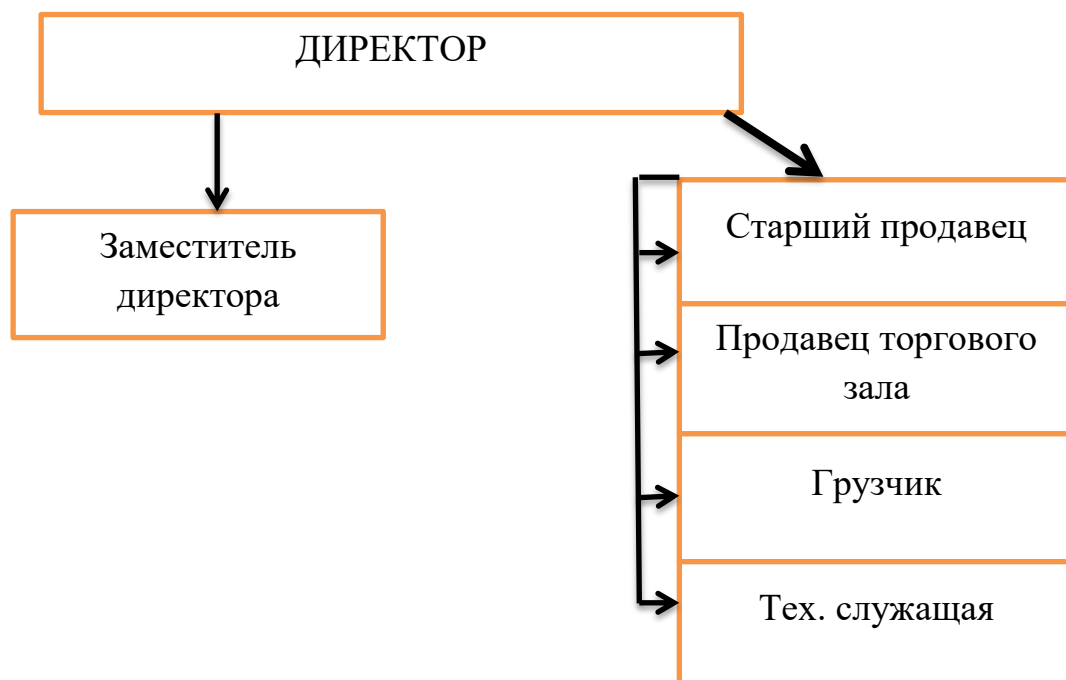 ДИРЕКТОР
Заместитель
директора
Старший продавец
Продавец торгового
зала
Грузчик
Тех. служащая